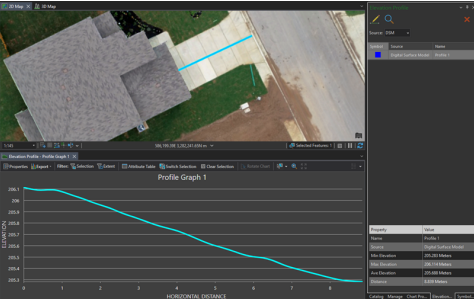 2D Map
3D Map
Selected Features: 1
Elevation Profile - Profile Graph 1
Properties
Export
Filter:
Selection
Extent
Attribute Table
Switch Selection
Clear Selection
Rotate Chart
Profile Graph 1
206.1
206
205.9
205.8
205.7
205.6
205.5
205.4
205.3
ELEVATION
0 1 2 3 4 5 6 7 8
HORIZONTAL DISTANCE
Source: DSM
Symbol Source Name
Digital Surface Model Profile 1
Property Value
Name Profile 1
Source Digital Surface Model
Min Elevation 205.283 Meters
Max Elevation 206.114 Meters
Ave Elevation 205.688 Meters
Distance 8.808 Meters
Catalog Manage Chart Pro... Elevation... Symbol...